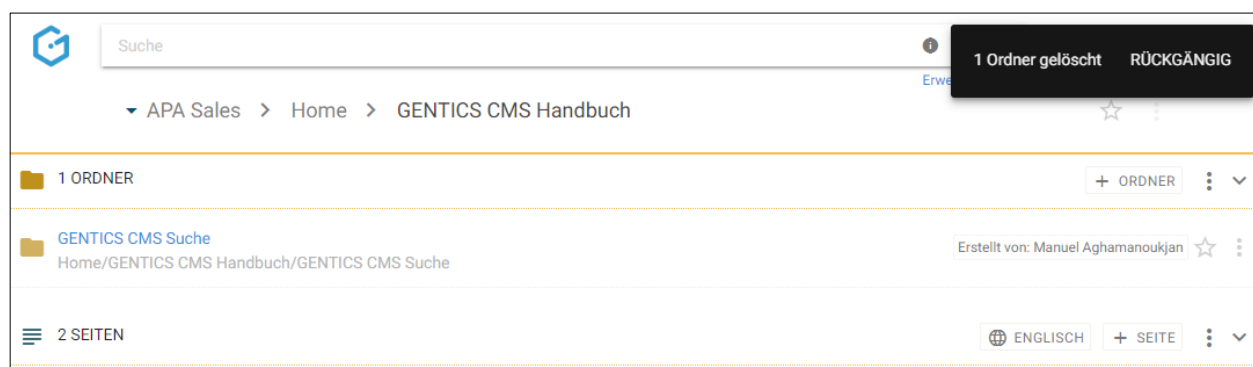 Suche
1 Ordner gelöscht RÜCKGÄNGIG
Erwe
APA Sales > Home > GENTICS CMS Handbuch
1 ORDNER + ORDNER
GENTICS CMS Suche
Erstellt von: Manuel Aghamanoukjan
Home/GENTICS CMS Handbuch/GENTICS CMS Suche
2 SEITEN ENGLISCH + SEITE